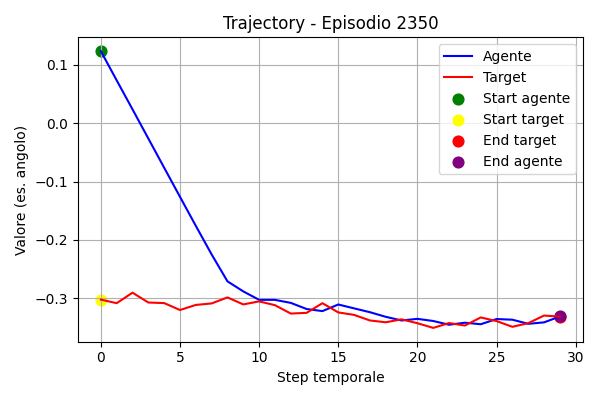 Trajectory - Episodio 2350
Agente
Target
Start agente
Start target
End target
End agente
Valore (es. angolo)
0.1
0.0
−0.1
−0.2
−0.3
0 5 10 15 20 25 30
Step temporale